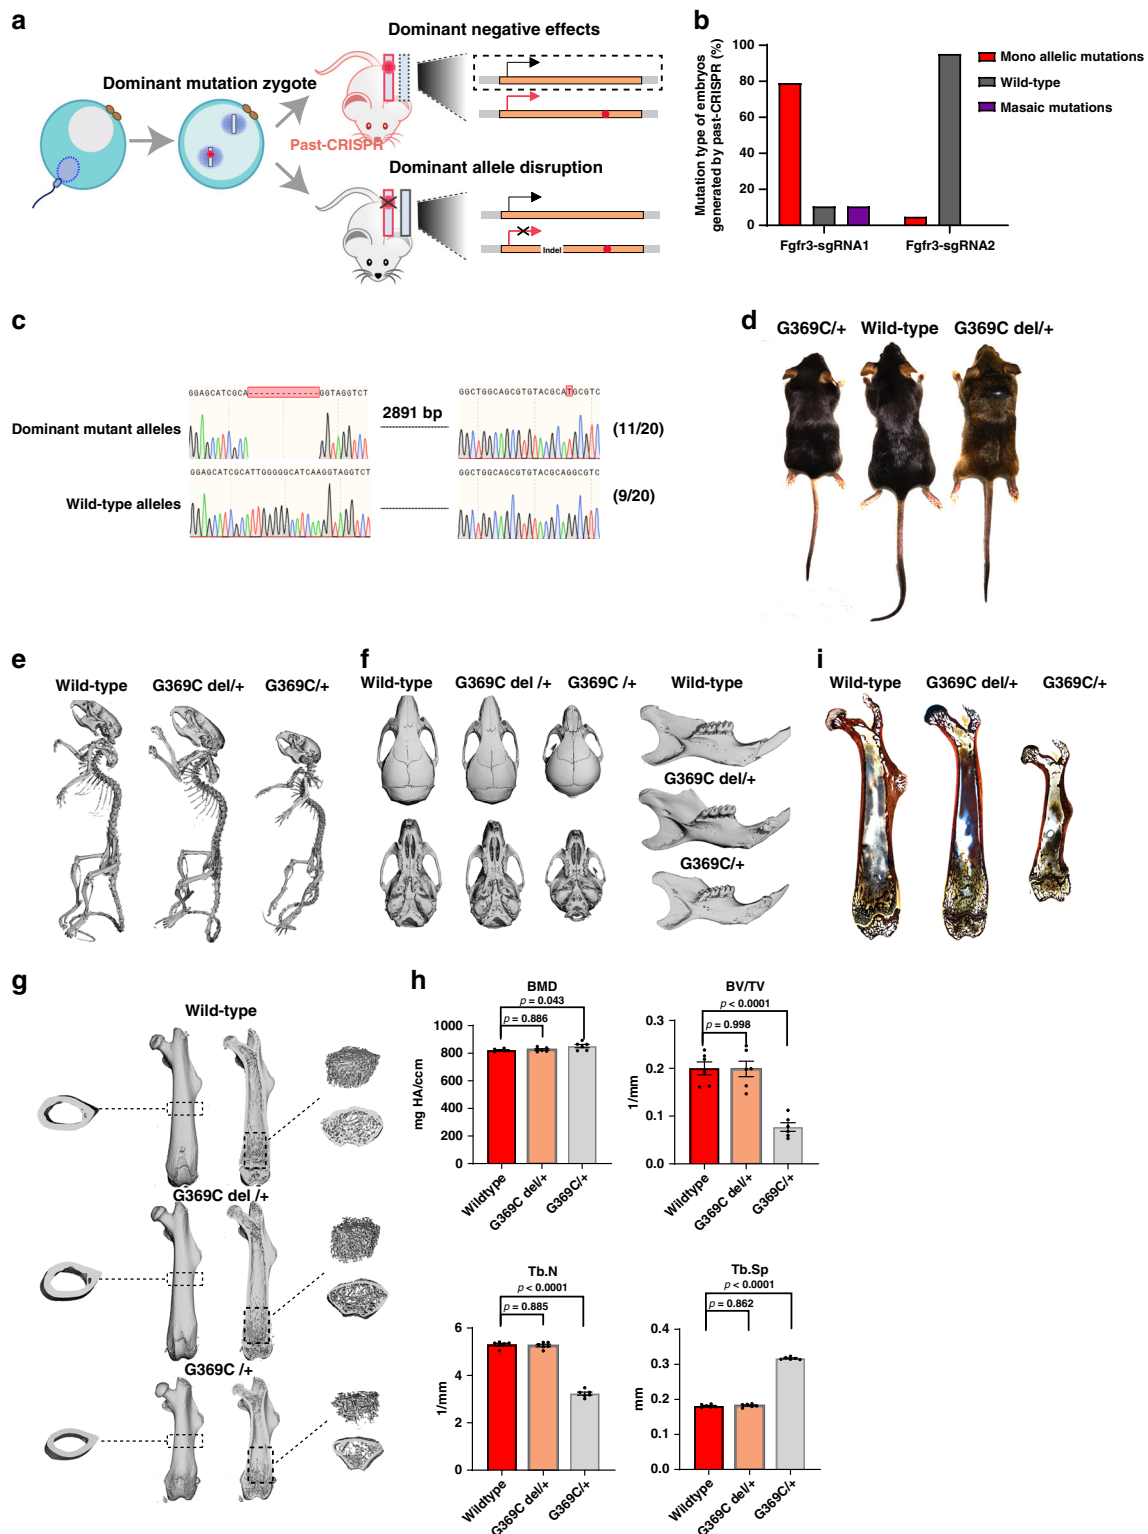 a
Dominant negative effects
Dominant mutation zygote
Past-CRISPR
Dominant allele disruption
Indel
b
Mutation type of embryos
generated by past-CRISPR (%)
100
80
60
40
20
0
Fgfr3-sgRNA1
Fgfr3-sgRNA2
Mono allelic mutations
Wild-type
Masaic mutations
c
GGAGCATCGCA-------------GGTAGGTCT
GGCTGGCAGCGTGTACGCATGCGTC
Dominant mutant alleles
2891 bp
(11/20)
GGAGCATCGCATTGGGGGCATCAAGGTAGGTCT
GGCTGGCAGCGTGTACGCAGGCGTC
Wild-type alleles
(9/20)
d
G369C/+
Wild-type
G369C del/+
e
Wild-type
G369C del/+
G369C/+
f
Wild-type
G369C del /+
G369C /+
Wild-type
G369C del/+
G369C/+
i
Wild-type
G369C del/+
G369C/+
g
Wild-type
G369C del /+
G369C /+
h
BMD
p = 0.043
p = 0.886
mg HA/ccm
1000
800
600
400
200
0
Wildtype
G369C del/+
G369C/+
BV/TV
p < 0.0001
p = 0.998
1/mm
0.3
0.2
0.1
0.0
Wildtype
G369C del/+
G369C/+
Tb.N
p < 0.0001
p = 0.885
1/mm
6
4
2
0
Wildtype
G369C del/+
G369C/+
Tb.Sp
p < 0.0001
p = 0.862
mm
0.4
0.3
0.2
0.1
0.0
Wildtype
G369C del/+
G369C/+